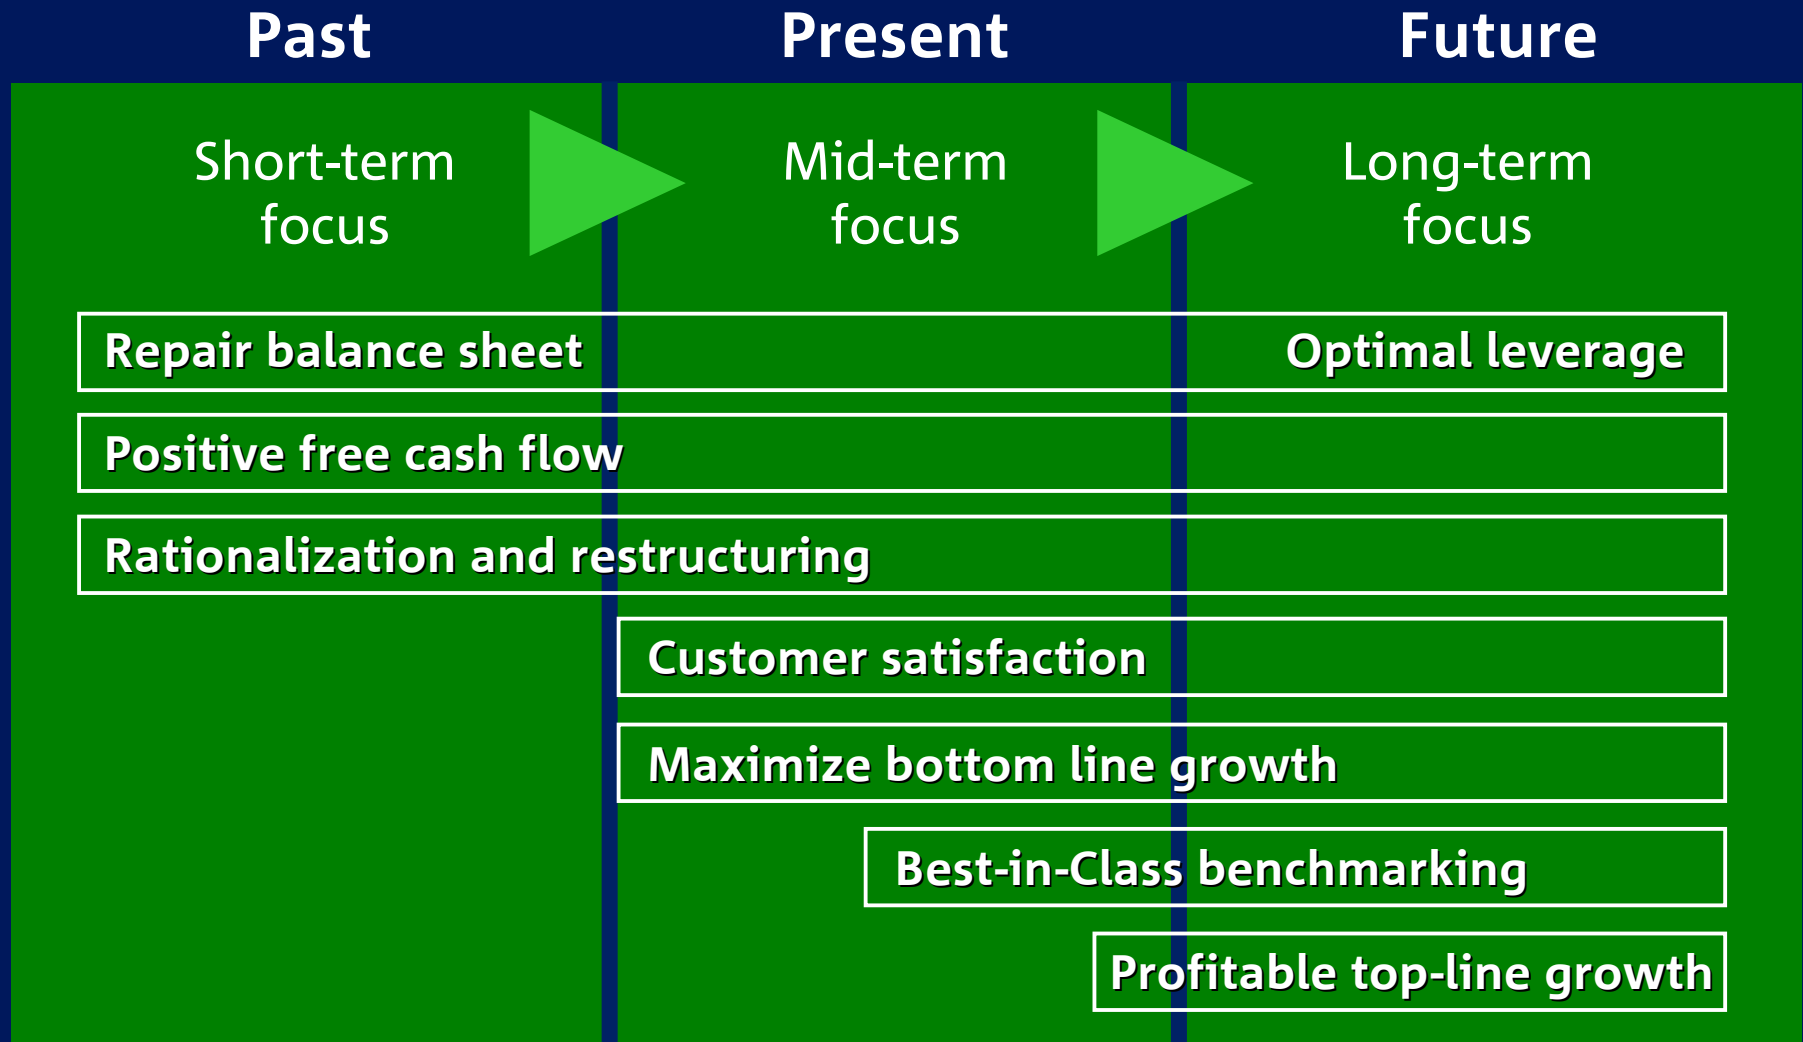 Past Present Future
Short-term
focus
Mid-term
focus
Long-term
focus
Repair balance sheet Optimal leverage
Positive free cash flow
Rationalization and restructuring
Customer satisfaction
Maximize bottom line growth
Best-in-Class benchmarking
Profitable top-line growth